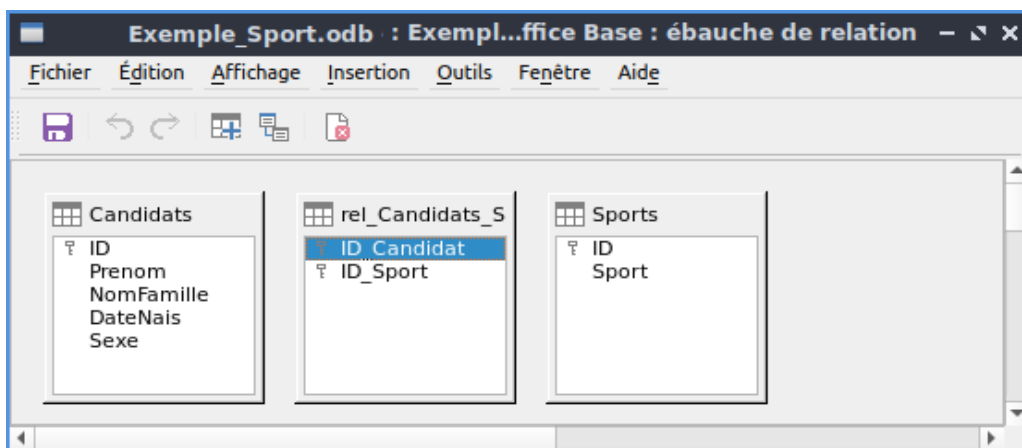 Exemple_Sport.odb : Exempl...ffice Base : ébauche de relation
Fichier Édition Affichage Insertion Outils Fenêtre Aide
Candidats
ID
Prenom
NomFamille
DateNais
Sexe
rel_Candidats_S
ID_Candidat
ID_Sport
Sports
ID
Sport